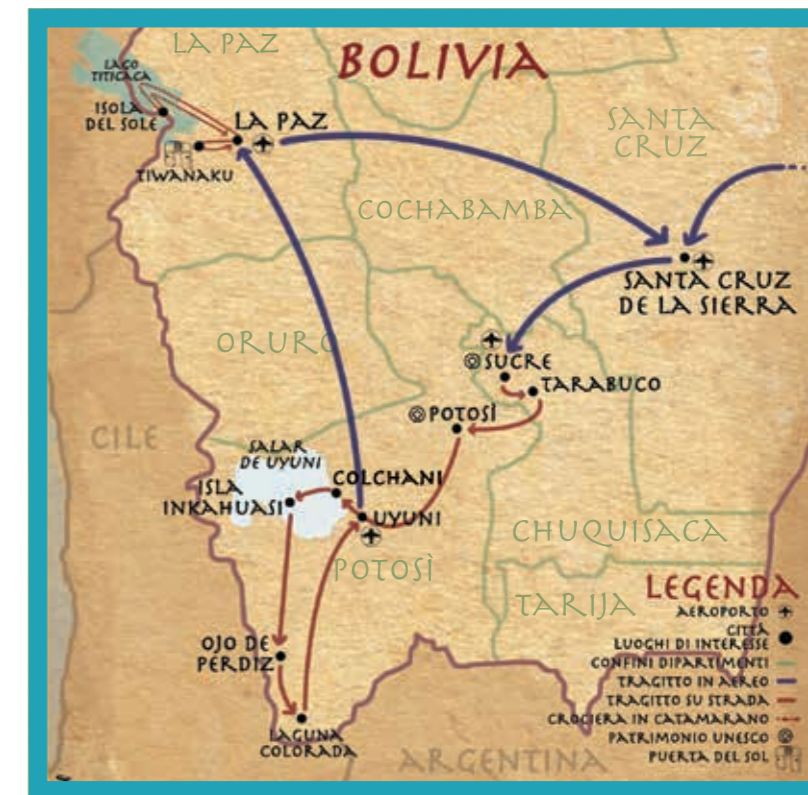 LA PAZ
BOLIVIA
LAGO
TITICACA
ISOLA
DEL SOLE
LA PAZ
TIWANAKU
SANTA
CRUZ
COCHABAMBA
SANTA CRUZ
DE LA SIERRA
ORURO
SUCRE
TARABUCO
POTOSÌ
CILE
SALAR
DE UYUNI
COLCHANI
ISLA
INKAHUASI
UYUNI
CHUQUISACA
POTOSÌ
TARIJA
OJO DE
PERDIZ
LAGUNA
COLORADA
ARGENTINA
LEGENDA
AEROPORTO
CITTÀ
LUOGHI DI INTERESSE
CONFINI DIPARTIMENTI
TRAGITTO IN AEREO
TRAGITTO SU STRADA
CROCIERA IN CATAMARANO
PATRIMONIO UNESCO
PUERTA DEL SOL